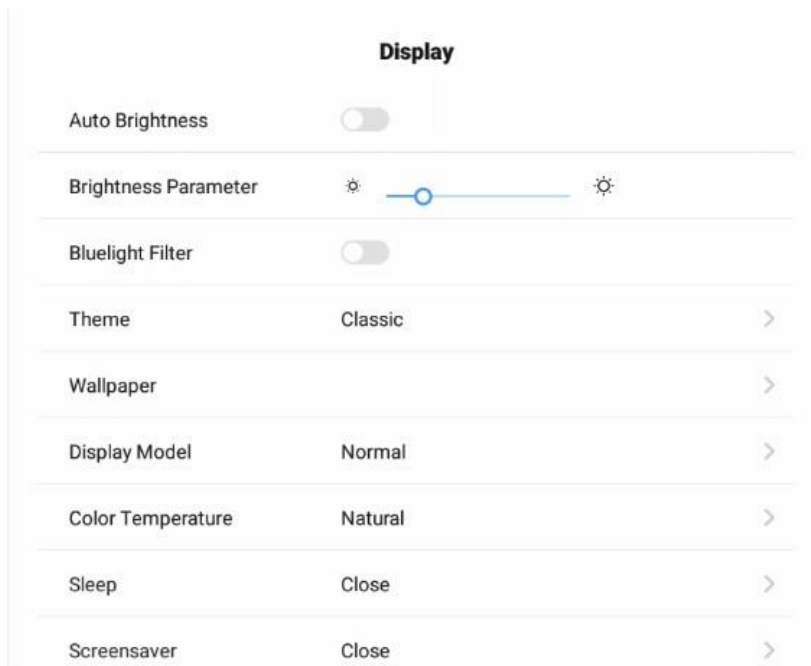 Display
Auto Brightness
Brightness Parameter
Bluelight Filter
Theme Classic
Wallpaper
Display Model Normal
Color Temperature Natural
Sleep Close
Screensaver Close